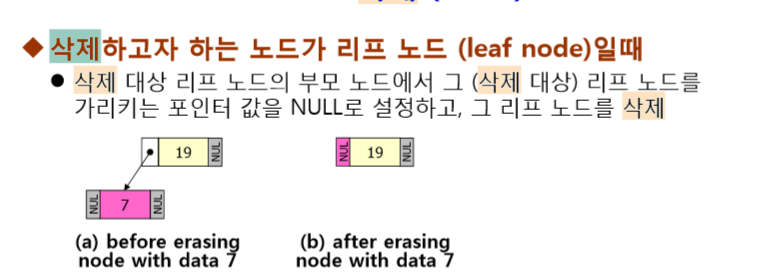 ◆ 삭제하고자 하는 노드가 리프 노드 (leaf node)일때
● 삭제 대상 리프 노드의 부모 노드에서 그 (삭제 대상) 리프 노드를
가리키는 포인터 값을 NULL로 설정하고, 그 리프 노드를 삭제
19 NUL
NUL 19 NUL
NUL 7 NUL
(a) before erasing
node with data 7
(b) after erasing
node with data 7